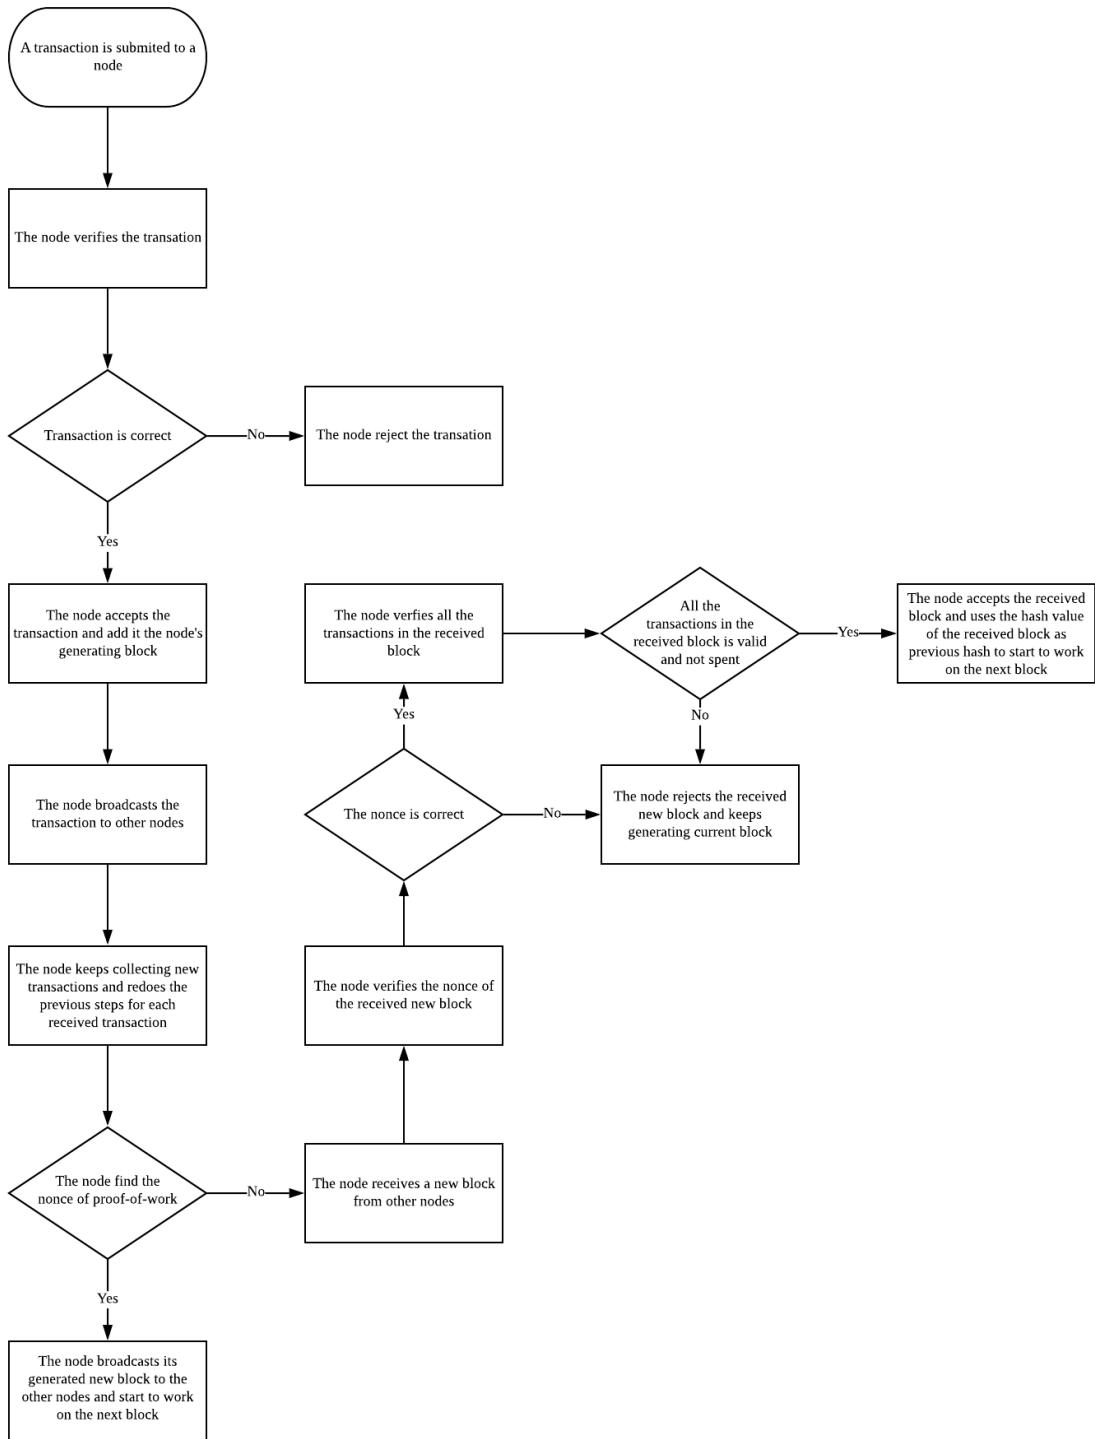 A transaction is submited to a
node
The node verifies the transation
Transaction is correct
No
The node reject the transation
Yes
The node accepts the
transaction and add it the node's
generating block
The node verfies all the
transactions in the received
block
All the
transactions in the
received block is valid
and not spent
Yes
The node accepts the received
block and uses the hash value
of the received block as
previous hash to start to work
on the next block
Yes
No
The node broadcasts the
transaction to other nodes
The nonce is correct
No
The node rejects the received
new block and keeps
generating current block
The node keeps collecting new
transactions and redoes the
previous steps for each
received transaction
The node verifies the nonce of
the received new block
The node find the
nonce of proof-of-work
No
The node receives a new block
from other nodes
Yes
The node broadcasts its
generated new block to the
other nodes and start to work
on the next block